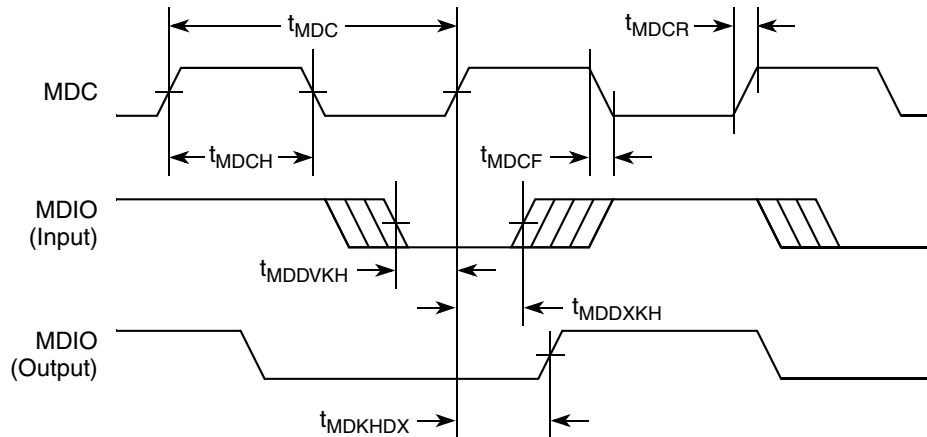 tMDC
tMDCR
MDC
tMDCH
tMDCF
MDIO
(Input)
tMDDVKH
tMDDXKH
MDIO
(Output)
tMDKHDX